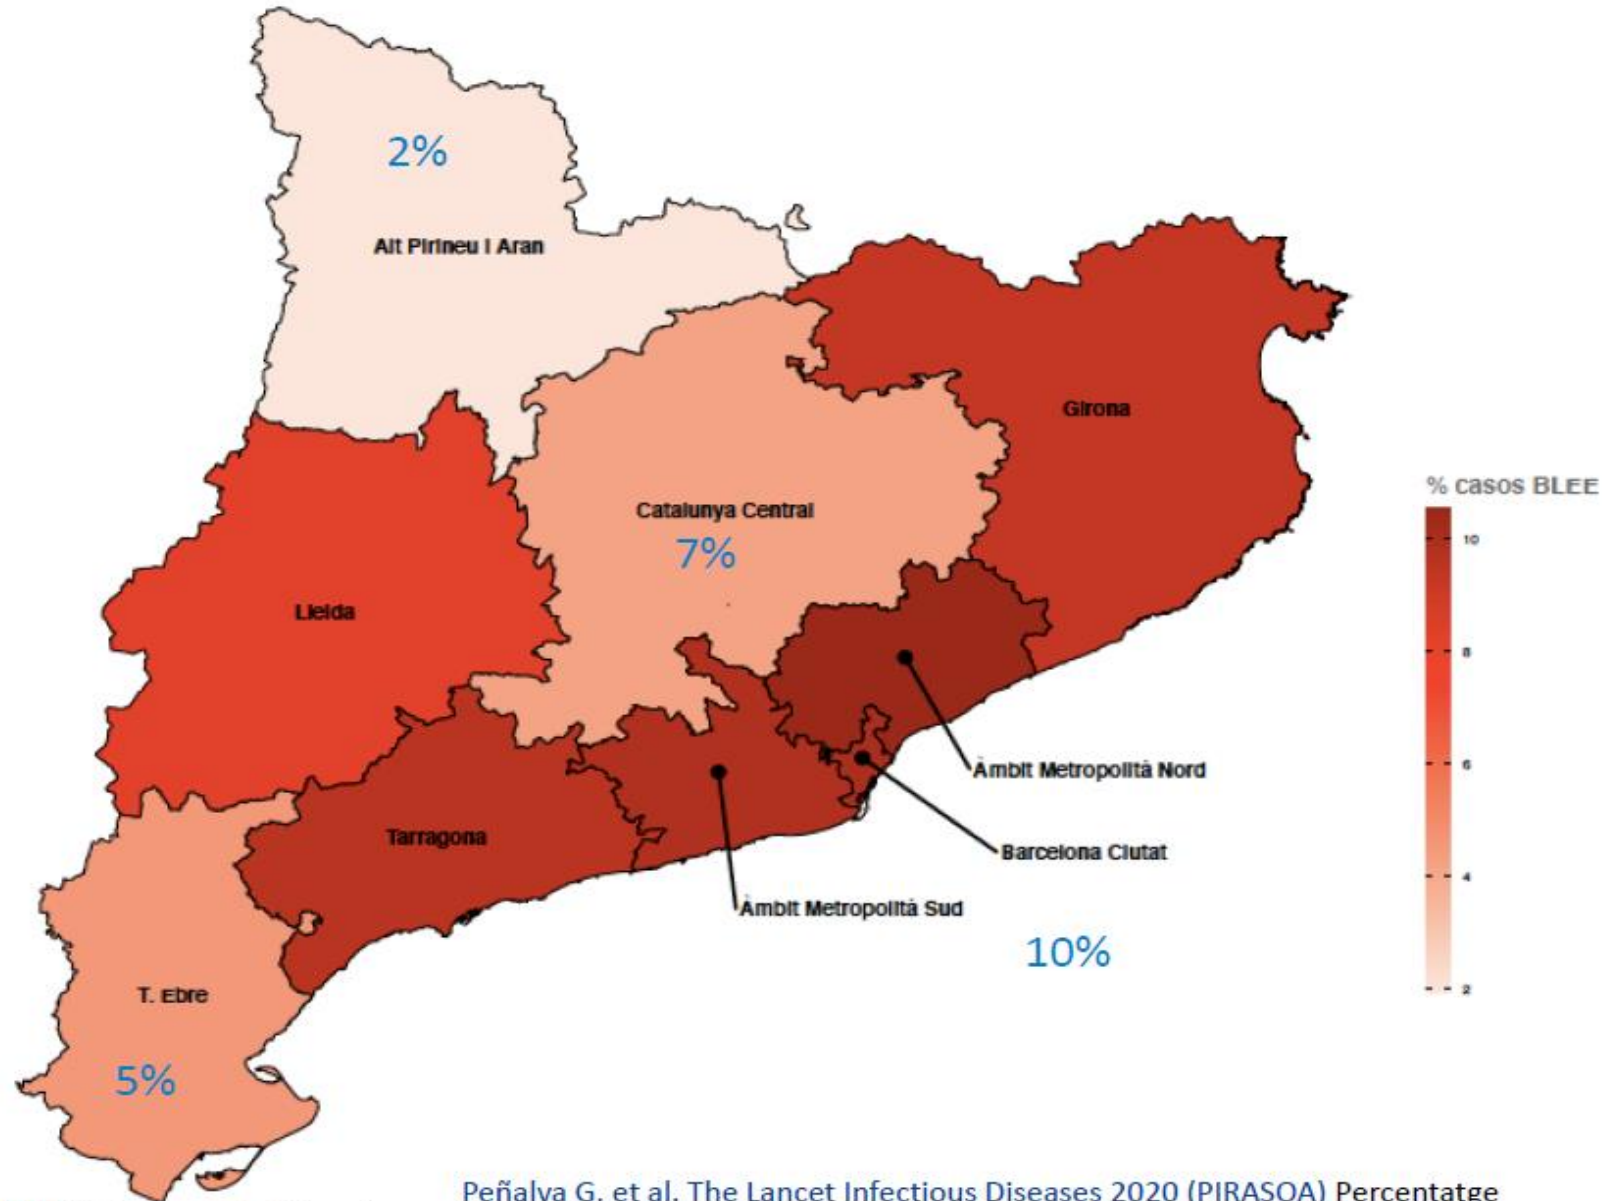 2%
Alt Pirineu i Aran
Girona
% casos BLEE
10
Catalunya Central
7%
Lleida
8
6
Àmbit Metropolità Nord
Tarragona
Barcelona Ciutat
4
Àmbit Metropolità Sud
10%
T. Ebre
2
5%
Peñalva G. et al. The Lancet Infectious Diseases 2020 (PIRASOA) Percentatge